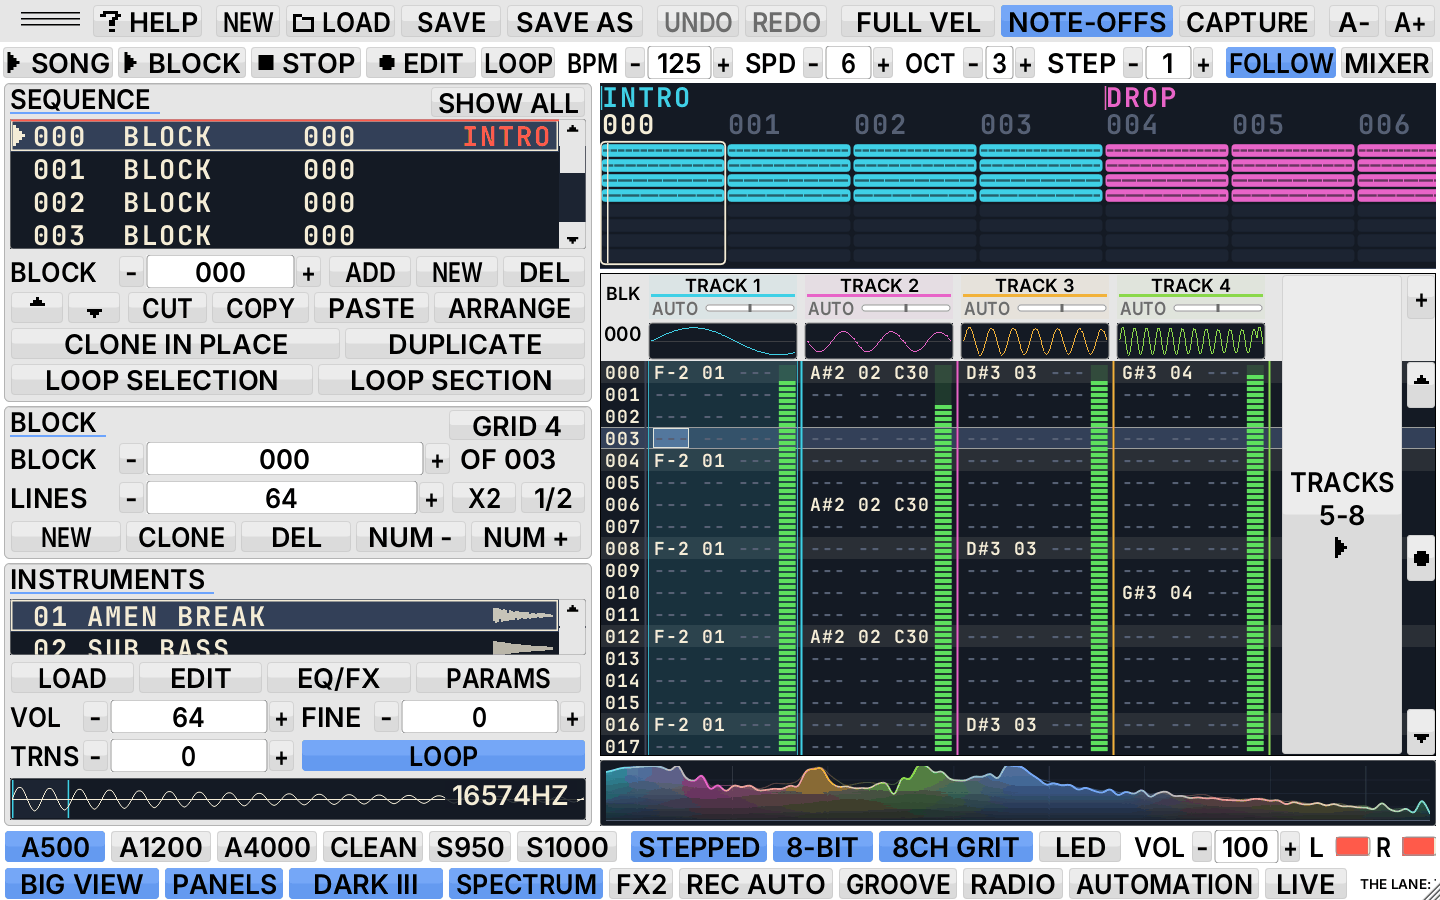 ? HELP NEW LOAD SAVE SAVE AS UNDO REDO FULL VEL NOTE-OFFS CAPTURE A- A+
SONG BLOCK STOP EDIT LOOP BPM - 125 + SPD - 6 + OCT - 3 + STEP - 1 + FOLLOW MIXER
SEQUENCE SHOW ALL
000 BLOCK 000 INTRO
001 BLOCK 000
002 BLOCK 000
003 BLOCK 000
BLOCK - 000 + ADD NEW DEL
CUT COPY PASTE ARRANGE
CLONE IN PLACE DUPLICATE
LOOP SELECTION LOOP SECTION
BLOCK GRID 4
BLOCK - 000 + OF 003
LINES - 64 + X2 1/2
NEW CLONE DEL NUM - NUM +
INSTRUMENTS
01 AMEN BREAK
02 SUB BASS
LOAD EDIT EQ/FX PARAMS
VOL - 64 + FINE - 0 +
TRNS - 0 + LOOP
16574HZ
INTRO DROP
000 001 002 003 004 005 006
BLK TRACK 1 TRACK 2 TRACK 3 TRACK 4 +
AUTO AUTO AUTO AUTO
000
000 F-2 01 --- A#2 02 C30 D#3 03 --- G#3 04 ---
001 --- -- --- --- -- --- --- -- --- --- -- ---
002 --- -- --- --- -- --- --- -- --- --- -- ---
003 --- -- --- --- -- --- --- -- --- --- -- ---
004 F-2 01 --- --- -- --- --- -- --- --- -- ---
005 --- -- --- --- -- --- --- -- --- --- -- ---
006 --- -- --- A#2 02 C30 --- -- --- --- -- ---
007 --- -- --- --- -- --- --- -- --- --- -- ---
008 F-2 01 --- --- -- --- D#3 03 --- --- -- ---
009 --- -- --- --- -- --- --- -- --- --- -- ---
010 --- -- --- --- -- --- --- -- --- G#3 04 ---
011 --- -- --- --- -- --- --- -- --- --- -- ---
012 F-2 01 --- A#2 02 C30 --- -- --- --- -- ---
013 --- -- --- --- -- --- --- -- --- --- -- ---
014 --- -- --- --- -- --- --- -- --- --- -- ---
015 --- -- --- --- -- --- --- -- --- --- -- ---
016 F-2 01 --- --- -- --- D#3 03 --- --- -- ---
017 --- -- --- --- -- --- --- -- --- --- -- ---
TRACKS
5-8
A500 A1200 A4000 CLEAN S950 S1000 STEPPED 8-BIT 8CH GRIT LED VOL - 100 + L R
BIG VIEW PANELS DARK III SPECTRUM FX2 REC AUTO GROOVE RADIO AUTOMATION LIVE THE LANE: